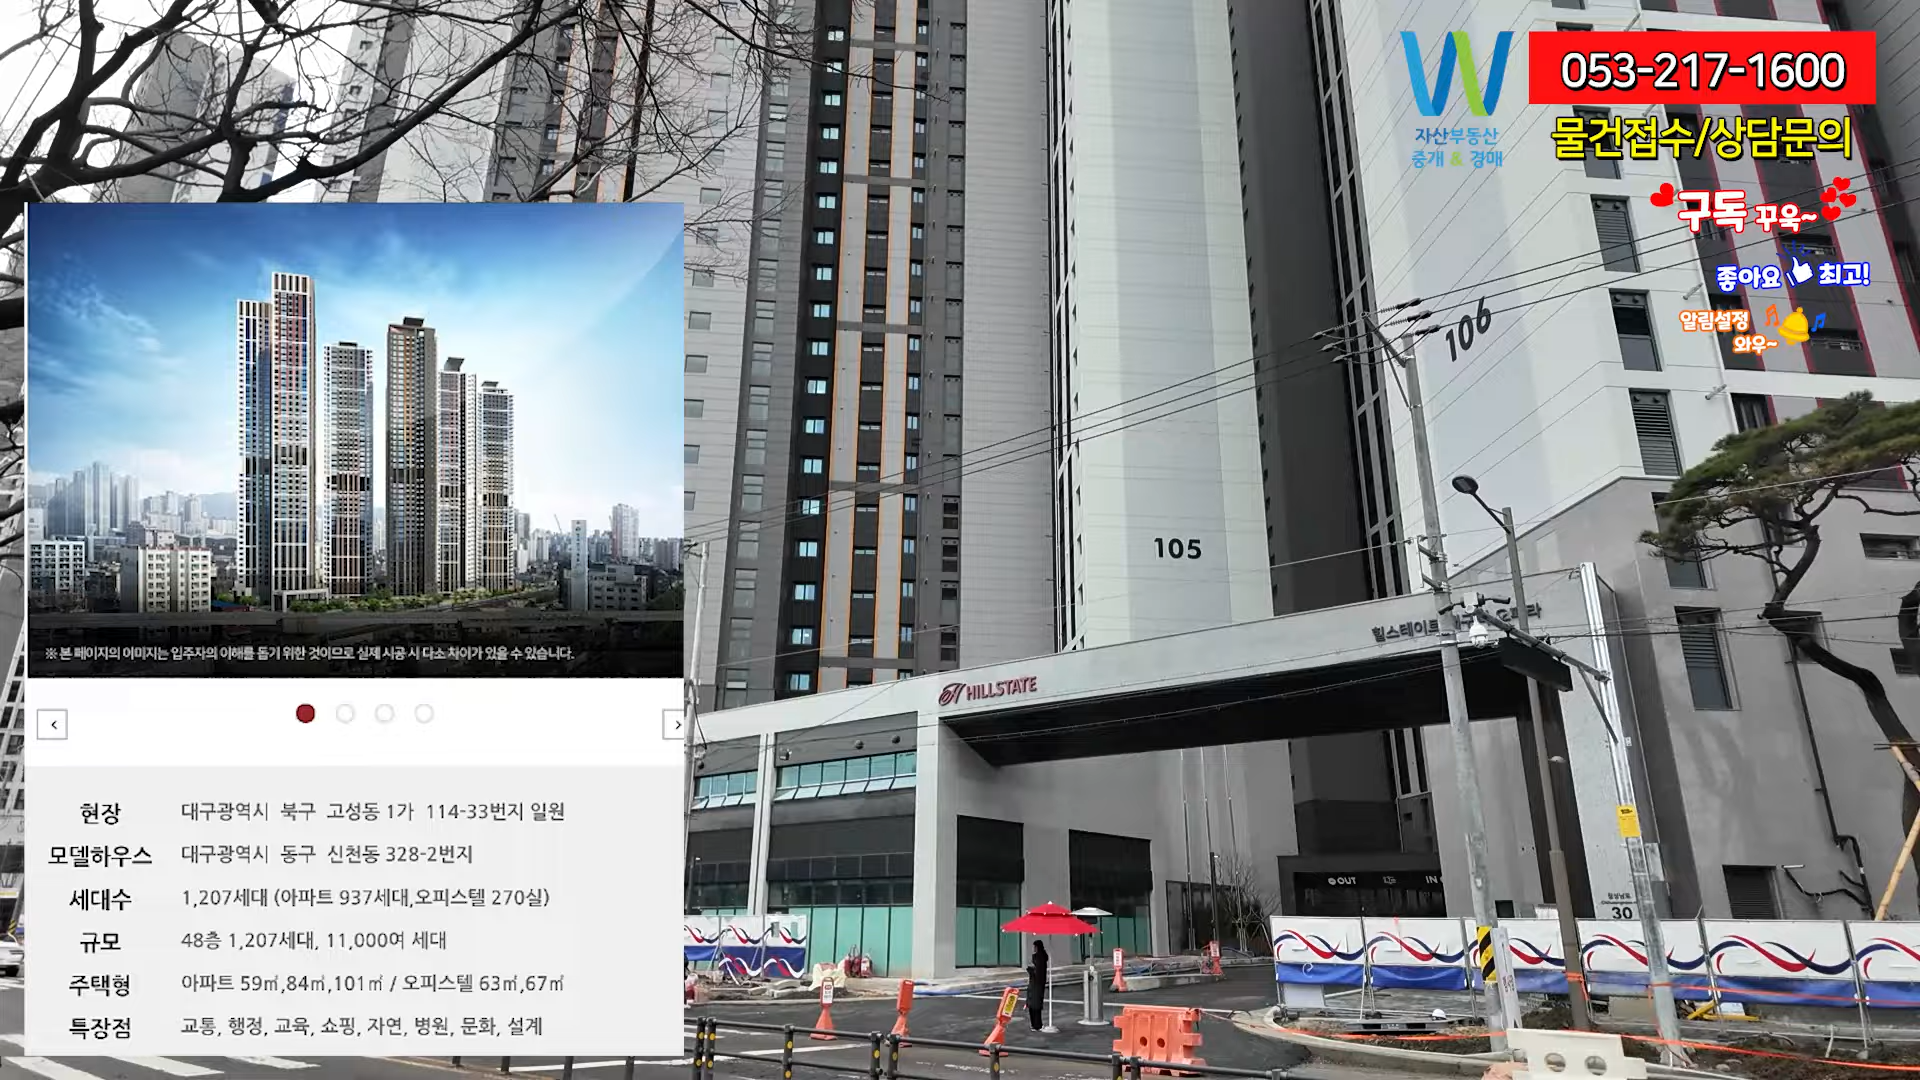 053-217-1600
물건접수/상담문의
자산부동산
중개 & 경매
구독 꾸욱~
좋아요 최고!
알림설정
와우~
106
105
HILLSTATE
OUT
IN
30
※ 본 페이지의 이미지는 입주자의 이해를 돕기 위한 것이므로 실제 시공 시 다소 차이가 있을 수 있습니다.
현장 대구광역시 북구 고성동 1가 114-33번지 일원
모델하우스 대구광역시 동구 신천동 328-2번지
세대수 1,207세대 (아파트 937세대,오피스텔 270실)
규모 48층 1,207세대, 11,000여 세대
주택형 아파트 59㎡,84㎡,101㎡ / 오피스텔 63㎡,67㎡
특장점 교통, 행정, 교육, 쇼핑, 자연, 병원, 문화, 설계